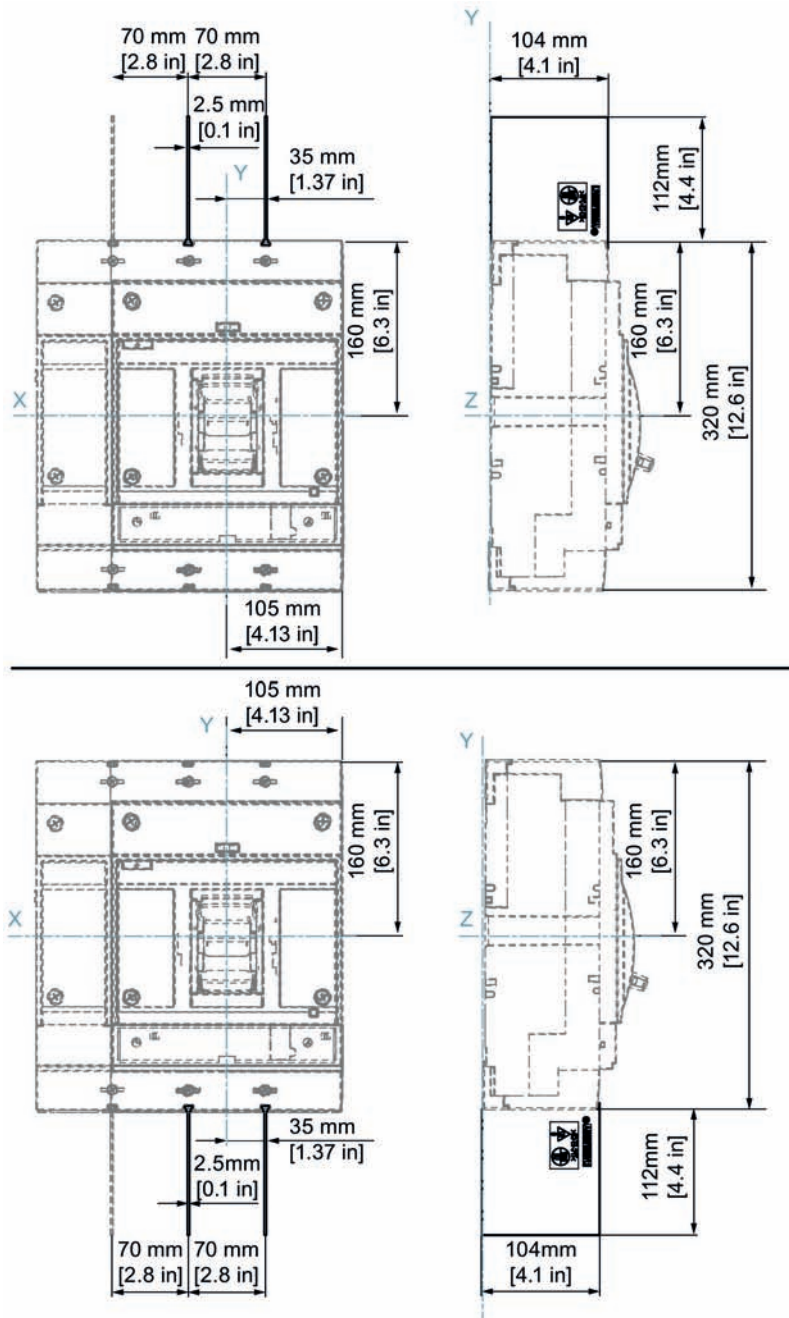 70 mm
[2.8 in]
70 mm
[2.8 in]
2.5 mm
[0.1 in]
Y
35 mm
[1.37 in]
160 mm
[6.3 in]
X
105 mm
[4.13 in]
Y
104 mm
[4.1 in]
112mm
[4.4 in]
160 mm
[6.3 in]
Z
320 mm
[12.6 in]
105 mm
[4.13 in]
Y
160 mm
[6.3 in]
X
35 mm
[1.37 in]
2.5mm
[0.1 in]
70 mm
[2.8 in]
70 mm
[2.8 in]
Y
160 mm
[6.3 in]
Z
320 mm
[12.6 in]
112mm
[4.4 in]
104mm
[4.1 in]